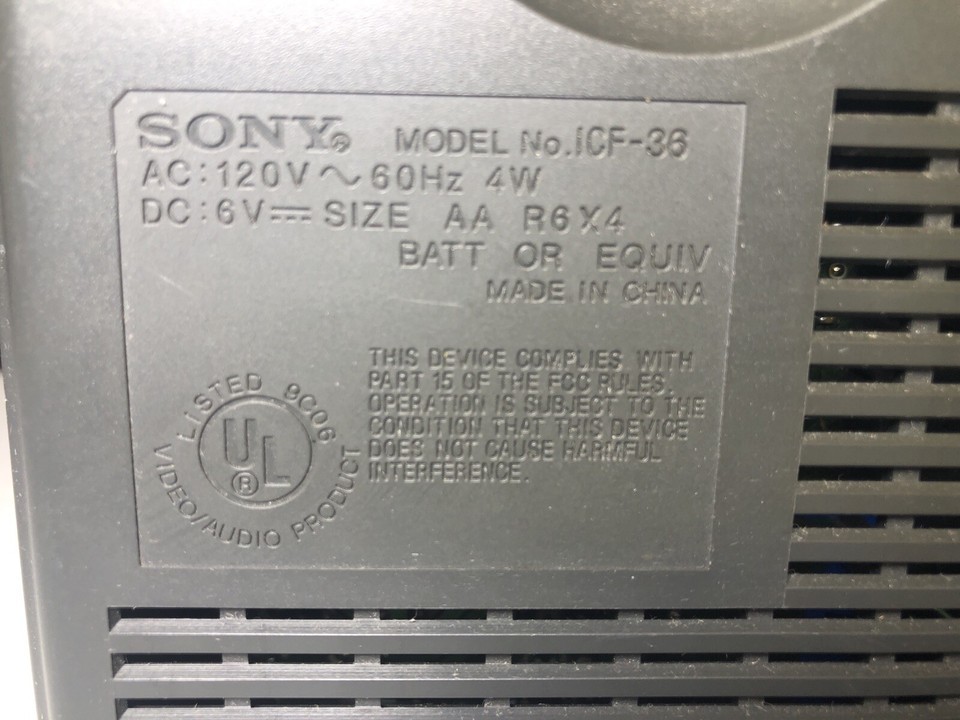 SONY® MODEL No. ICF-36
AC:120V ~ 60Hz 4W
DC:6V⎓ SIZE AA R6X4
BATT OR EQUIV
MADE IN CHINA
THIS DEVICE COMPLIES WITH
PART 15 OF THE FCC RULES.
OPERATION IS SUBJECT TO THE
CONDITION THAT THIS DEVICE
DOES NOT CAUSE HARMFUL
INTERFERENCE.
LISTED 9C06
UL®
VIDEO/AUDIO PRODUCT